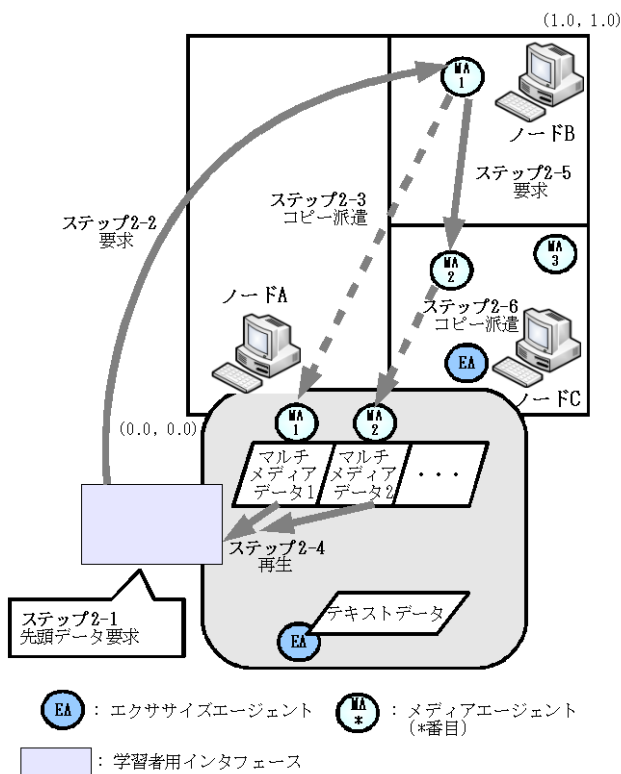 (1.0, 1.0)
MA
1
ノードB
ステップ2-5
要求
ステップ2-3
コピー派遣
ステップ2-2
要求
MA
2
MA
3
ノードA
ステップ2-6
コピー派遣
EA
ノードC
(0.0, 0.0)
MA
1
MA
2
マルチ
メディア
データ1
マルチ
メディア
データ2
・・・
ステップ2-4
再生
ステップ2-1
先頭データ要求
テキストデータ
EA
EA
: エクササイズエージェント
MA
*
: メディアエージェント
(*番目)
: 学習者用インタフェース